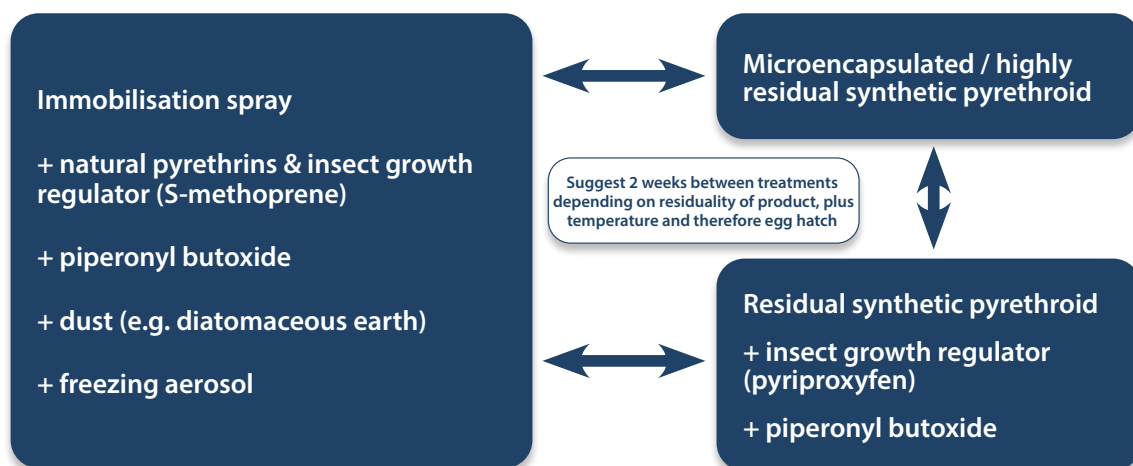 Immobilisation spray
+ natural pyrethrins & insect growth
regulator (S-methoprene)
+ piperonyl butoxide
+ dust (e.g. diatomaceous earth)
+ freezing aerosol
Microencapsulated / highly
residual synthetic pyrethroid
Suggest 2 weeks between treatments
depending on residuality of product, plus
temperature and therefore egg hatch
Residual synthetic pyrethroid
+ insect growth regulator
(pyriproxyfen)
+ piperonyl butoxide